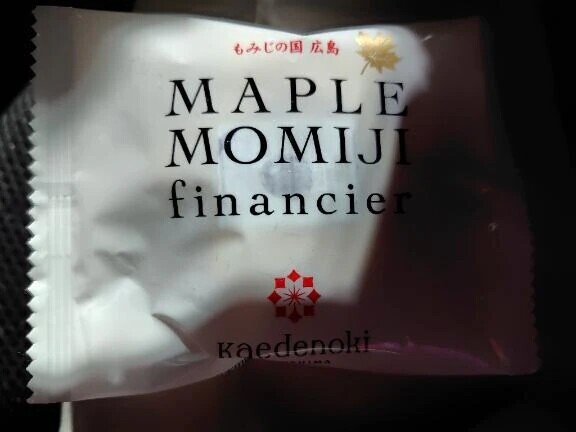 もみじの国 広島
MAPLE
MOMIJI
financier
Kaedenoki